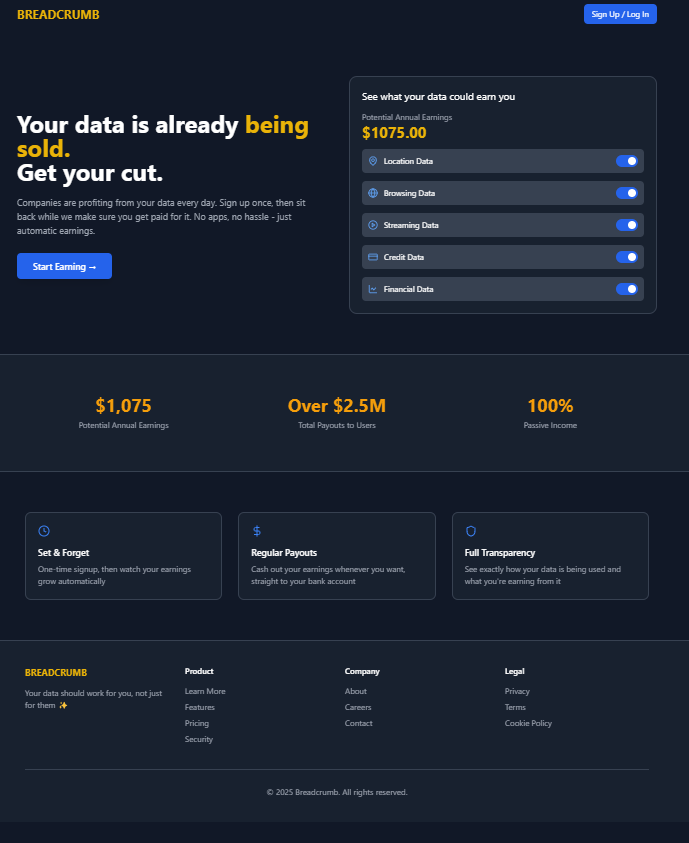 BREADCRUMB
Sign Up / Log In
Your data is already being
sold.
Get your cut.
Companies are profiting from your data every day. Sign up once, then sit
back while we make sure you get paid for it. No apps, no hassle - just
automatic earnings.
Start Earning →
See what your data could earn you
Potential Annual Earnings
$1075.00
Location Data
Browsing Data
Streaming Data
Credit Data
Financial Data
$1,075
Potential Annual Earnings
Over $2.5M
Total Payouts to Users
100%
Passive Income
Set & Forget
One-time signup, then watch your earnings
grow automatically
Regular Payouts
Cash out your earnings whenever you want,
straight to your bank account
Full Transparency
See exactly how your data is being used and
what you're earning from it
BREADCRUMB
Your data should work for you, not just
for them ✨
Product
Learn More
Features
Pricing
Security
Company
About
Careers
Contact
Legal
Privacy
Terms
Cookie Policy
© 2025 Breadcrumb. All rights reserved.